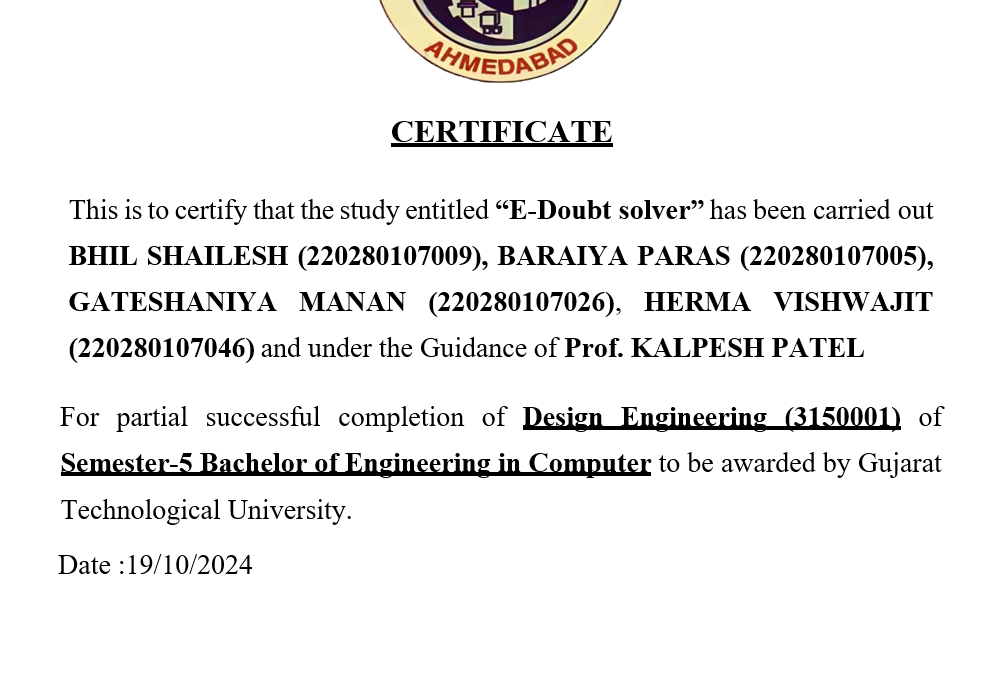 AHMEDABAD
CERTIFICATE
This is to certify that the study entitled “E-Doubt solver” has been carried out
BHIL SHAILESH (220280107009), BARAIYA PARAS (220280107005),
GATESHANIYA MANAN (220280107026), HERMA VISHWAJIT
(220280107046) and under the Guidance of Prof. KALPESH PATEL
For partial successful completion of Design Engineering (3150001) of
Semester-5 Bachelor of Engineering in Computer to be awarded by Gujarat
Technological University.
Date :19/10/2024